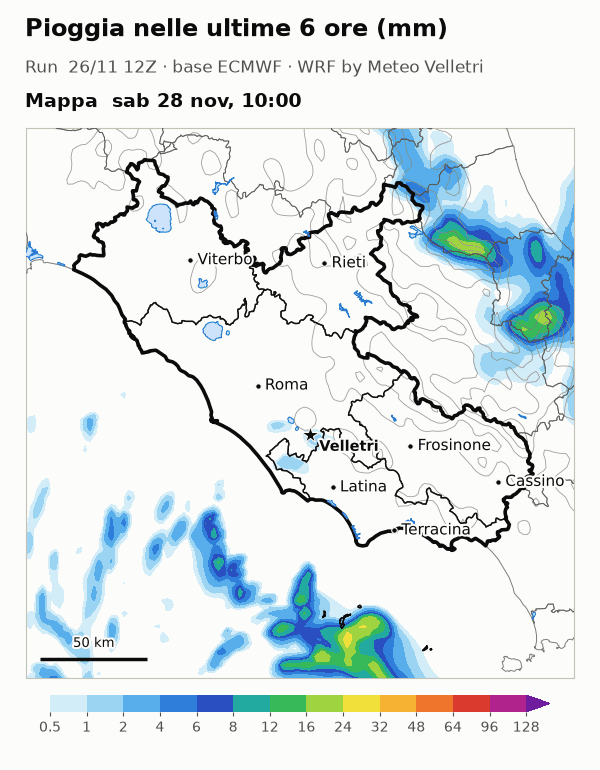 Pioggia nelle ultime 6 ore (mm)
Run  26/11 12Z · base ECMWF · WRF by Meteo Velletri
Mappa  sab 28 nov, 10:00
Viterbo
Rieti
Roma
Velletri
Frosinone
Latina
Cassino
Terracina
50 km
0.5 1 2 4 6 8 12 16 24 32 48 64 96 128